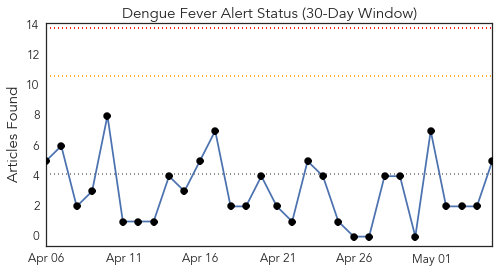 Dengue Fever Alert Status (30-Day Window)
Articles Found
14
12
10
8
6
4
2
0
Apr 06 Apr 11 Apr 16 Apr 21 Apr 26 May 01